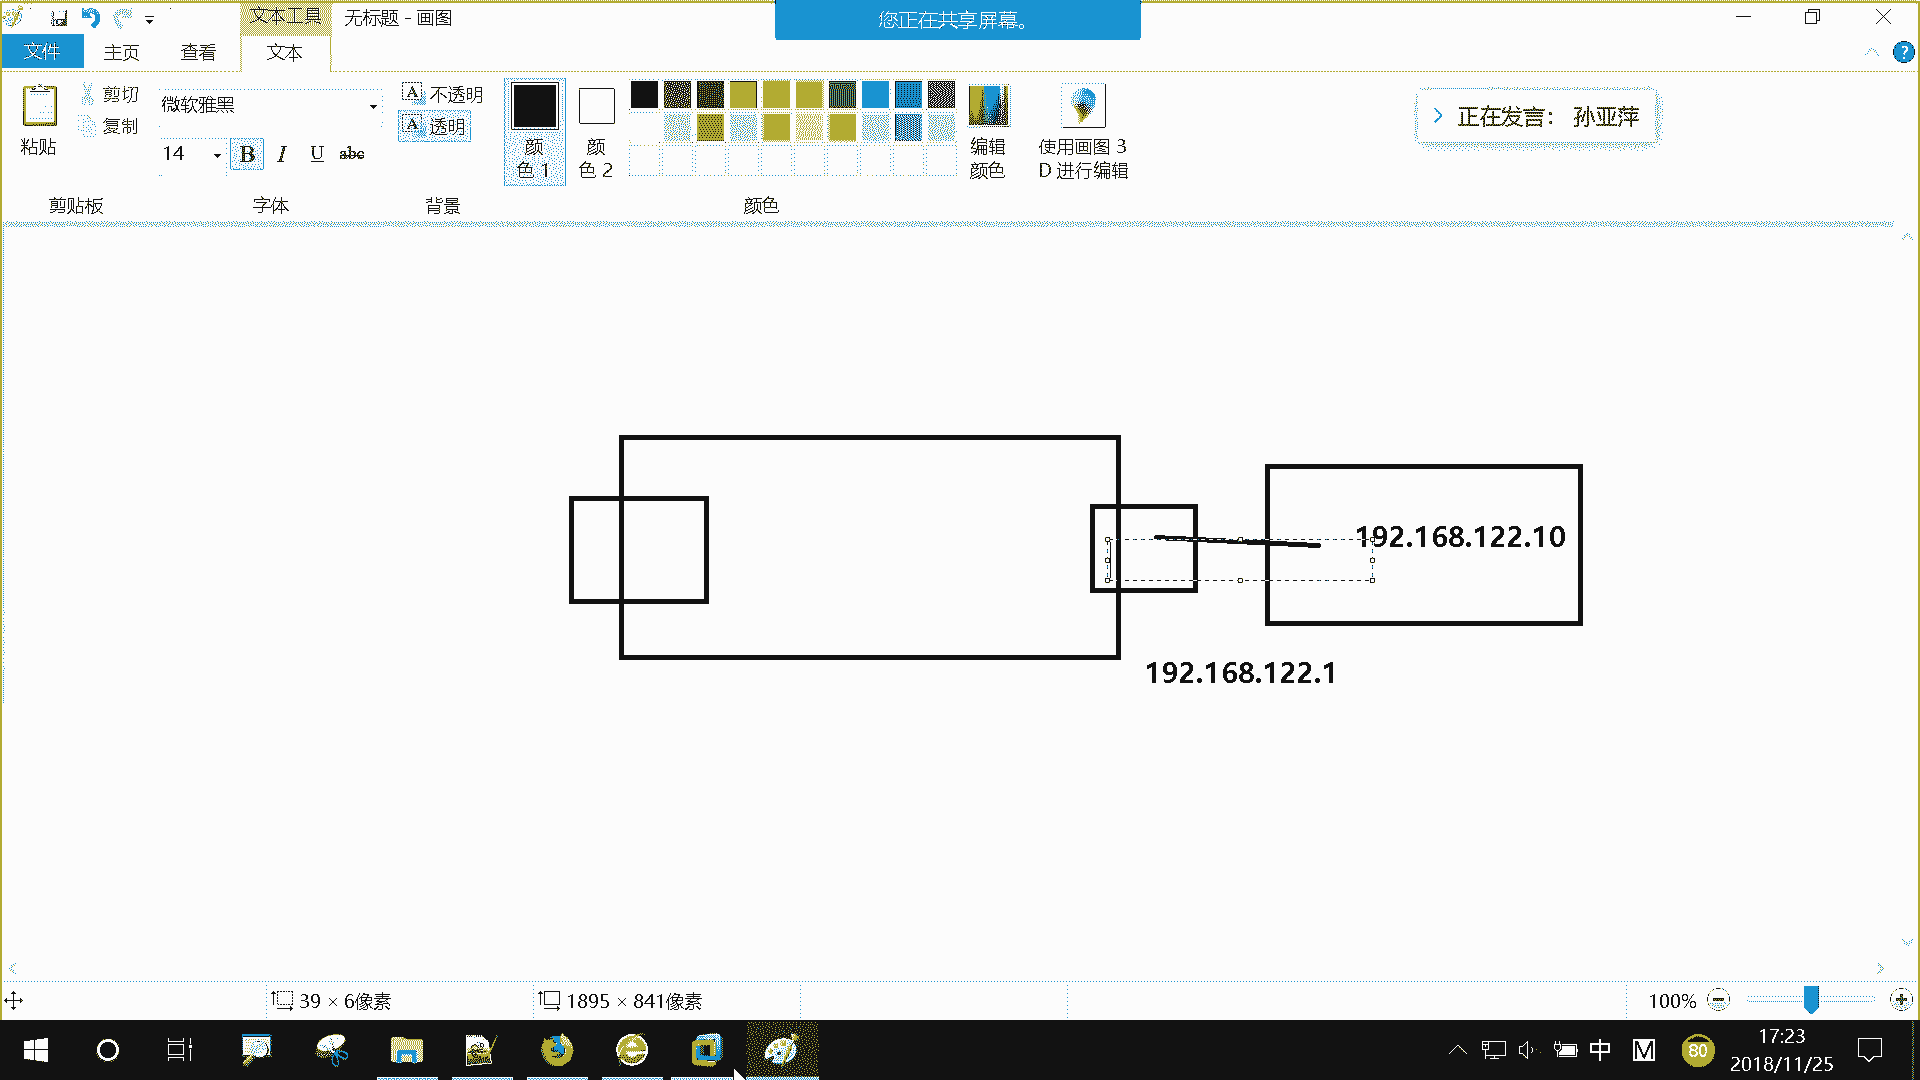 文本工具
无标题 - 画图
您正在共享屏幕。
文件
主页
查看
文本
粘贴
剪切
复制
微软雅黑
14
B
I
U
abc
A 不透明
A 透明
颜
色 1
颜
色 2
编辑
颜色
使用画图 3
D 进行编辑
正在发言： 孙亚萍
剪贴板
字体
背景
颜色
192.168.122.10
192.168.122.1
39 × 6像素
1895 × 841像素
100%
中
M
80
17:23
2018/11/25